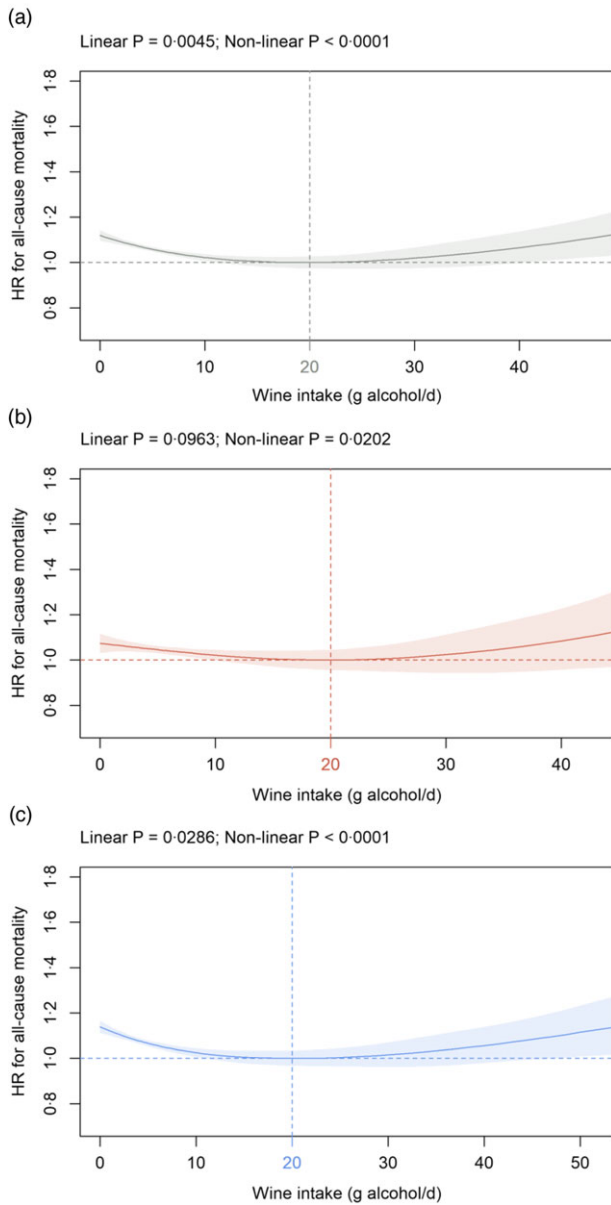 (a)
Linear P = 0·0045; Non-linear P < 0·0001
HR for all-cause mortality
1·8
1·6
1·4
1·2
1·0
0·8
0 10 20 30 40
Wine intake (g alcohol/d)
(b)
Linear P = 0·0963; Non-linear P = 0·0202
HR for all-cause mortality
1·8
1·6
1·4
1·2
1·0
0·8
0 10 20 30 40
Wine intake (g alcohol/d)
(c)
Linear P = 0·0286; Non-linear P < 0·0001
HR for all-cause mortality
1·8
1·6
1·4
1·2
1·0
0·8
0 10 20 30 40 50
Wine intake (g alcohol/d)